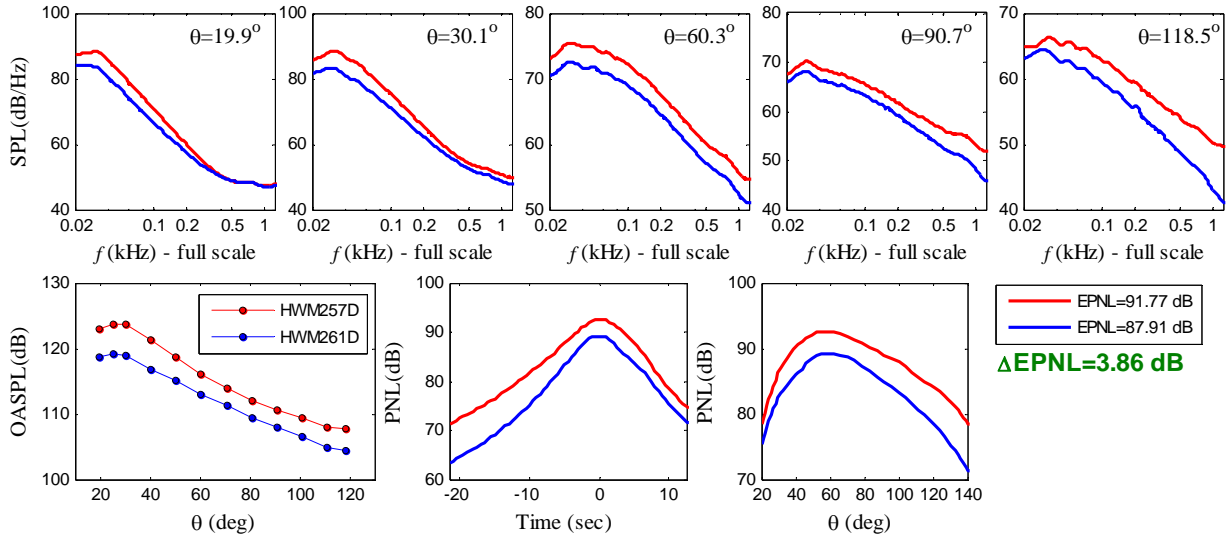 100
80
60
40
0.02 0.1 0.2 0.5 1
SPL(dB/Hz)
f (kHz) - full scale
θ=19.9°
100
80
60
40
0.02 0.1 0.2 0.5 1
f (kHz) - full scale
θ=30.1°
80
70
60
50
0.02 0.1 0.2 0.5 1
f (kHz) - full scale
θ=60.3°
80
70
60
50
40
0.02 0.1 0.2 0.5 1
f (kHz) - full scale
θ=90.7°
70
60
50
40
0.02 0.1 0.2 0.5 1
f (kHz) - full scale
θ=118.5°
130
120
110
100
20 40 60 80 100 120
OASPL(dB)
θ (deg)
HWM257D
HWM261D
100
90
80
70
60
-20 -10 0 10
PNL(dB)
Time (sec)
100
90
80
70
20 40 60 80 100 120 140
PNL(dB)
θ (deg)
EPNL=91.77 dB
EPNL=87.91 dB
ΔEPNL=3.86 dB